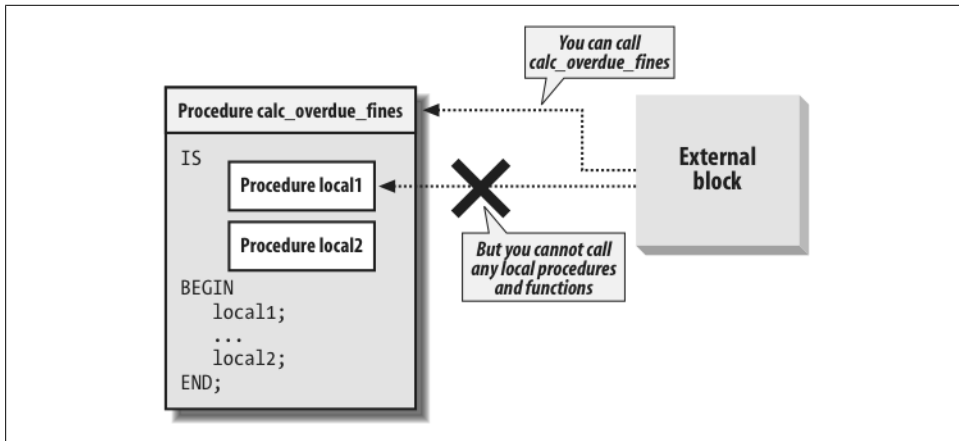 You can call
calc_overdue_fines
Procedure calc_overdue_fines
IS
Procedure local1
External
block
Procedure local2
But you cannot call
any local procedures
and functions
BEGIN
local1;
...
local2;
END;